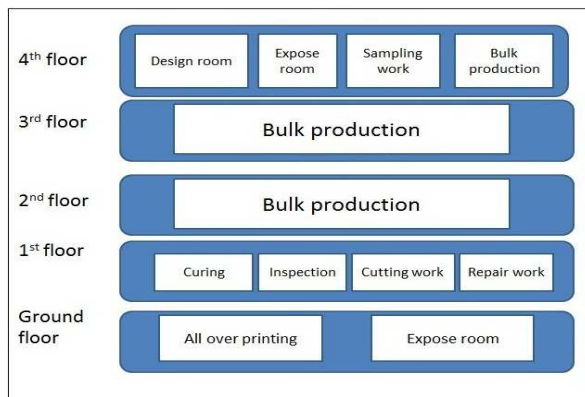 4th floor
Design room
Expose room
Sampling work
Bulk production
3rd floor
Bulk production
2nd floor
Bulk production
1st floor
Curing
Inspection
Cutting work
Repair work
Ground floor
All over printing
Expose room